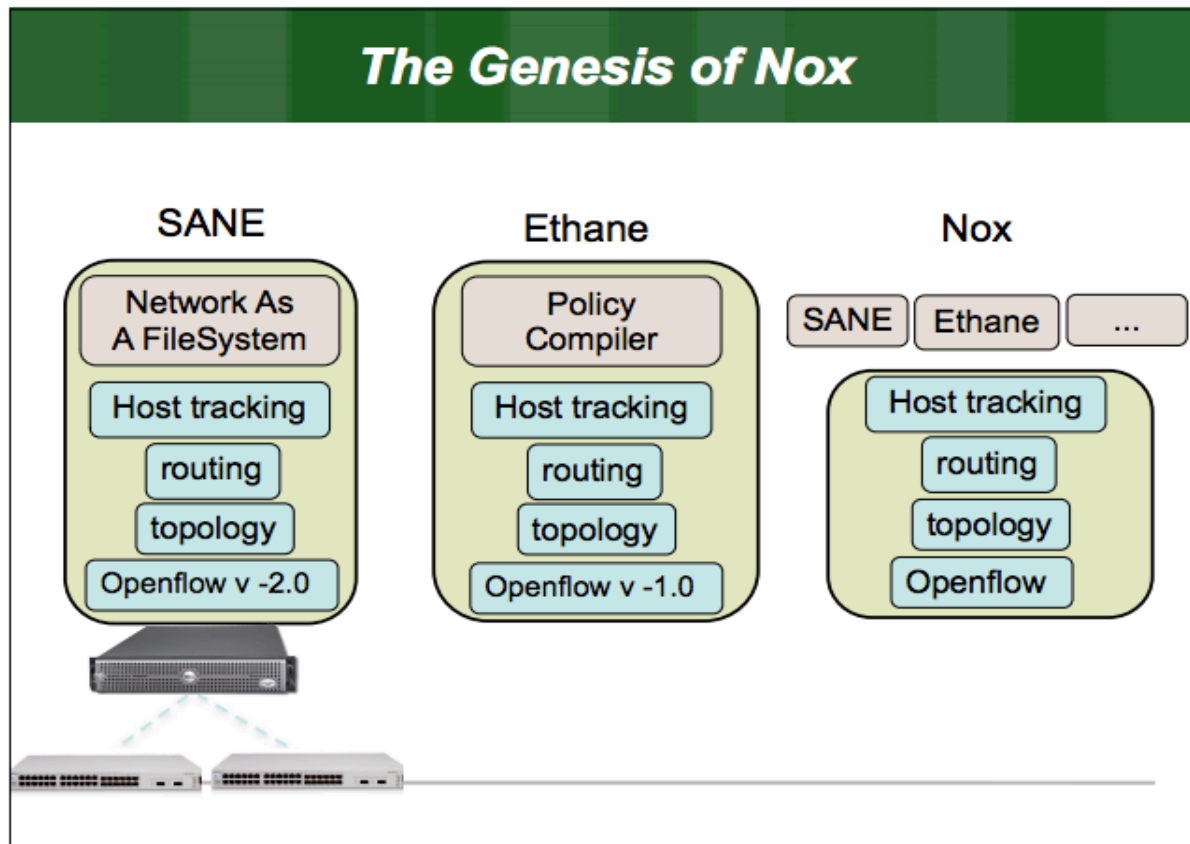 The Genesis of Nox
SANE
Network As
A FileSystem
Host tracking
routing
topology
Openflow v -2.0
Ethane
Policy
Compiler
Host tracking
routing
topology
Openflow v -1.0
Nox
SANE
Ethane
...
Host tracking
routing
topology
Openflow